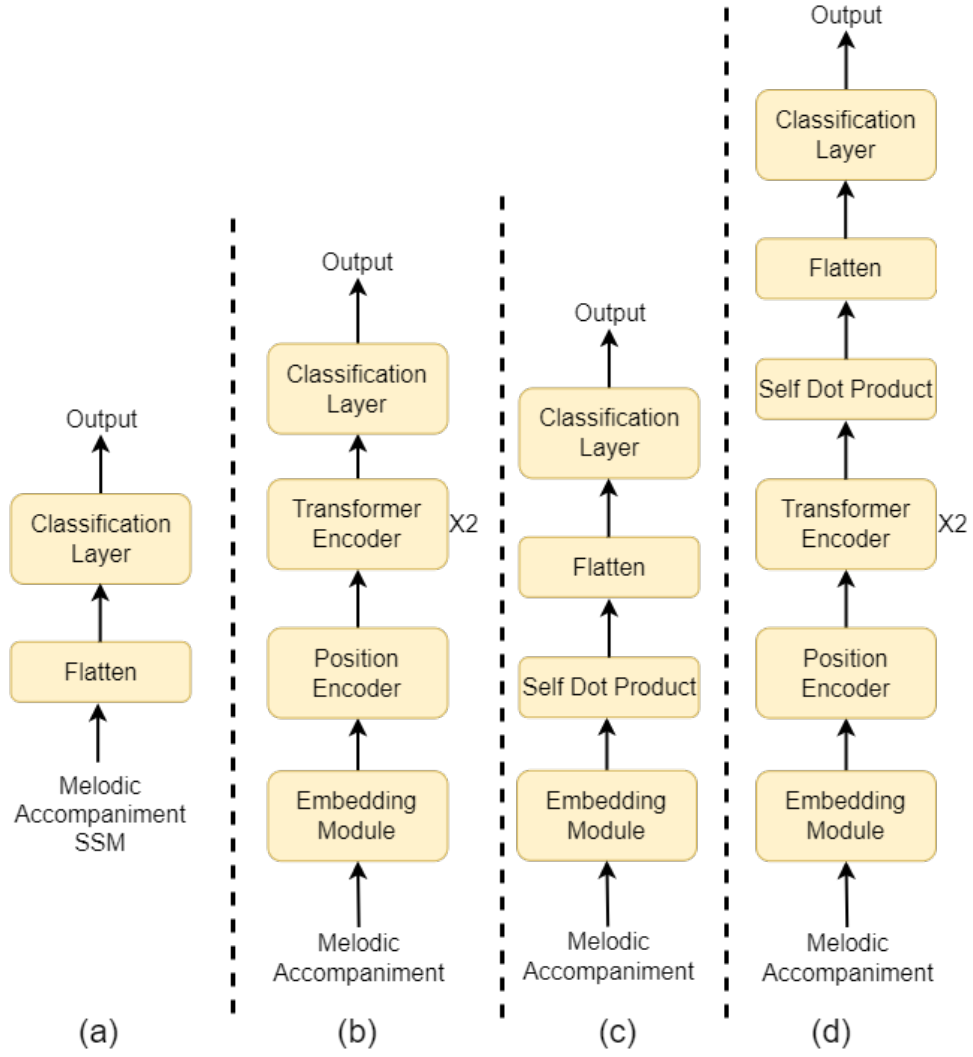 Output
Classification
Layer
Flatten
Melodic
Accompaniment
SSM
(a)
Output
Classification
Layer
Transformer
Encoder
X2
Position
Encoder
Embedding
Module
Melodic
Accompaniment
(b)
Output
Classification
Layer
Flatten
Self Dot Product
Embedding
Module
Melodic
Accompaniment
(c)
Output
Classification
Layer
Flatten
Self Dot Product
Transformer
Encoder
X2
Position
Encoder
Embedding
Module
Melodic
Accompaniment
(d)